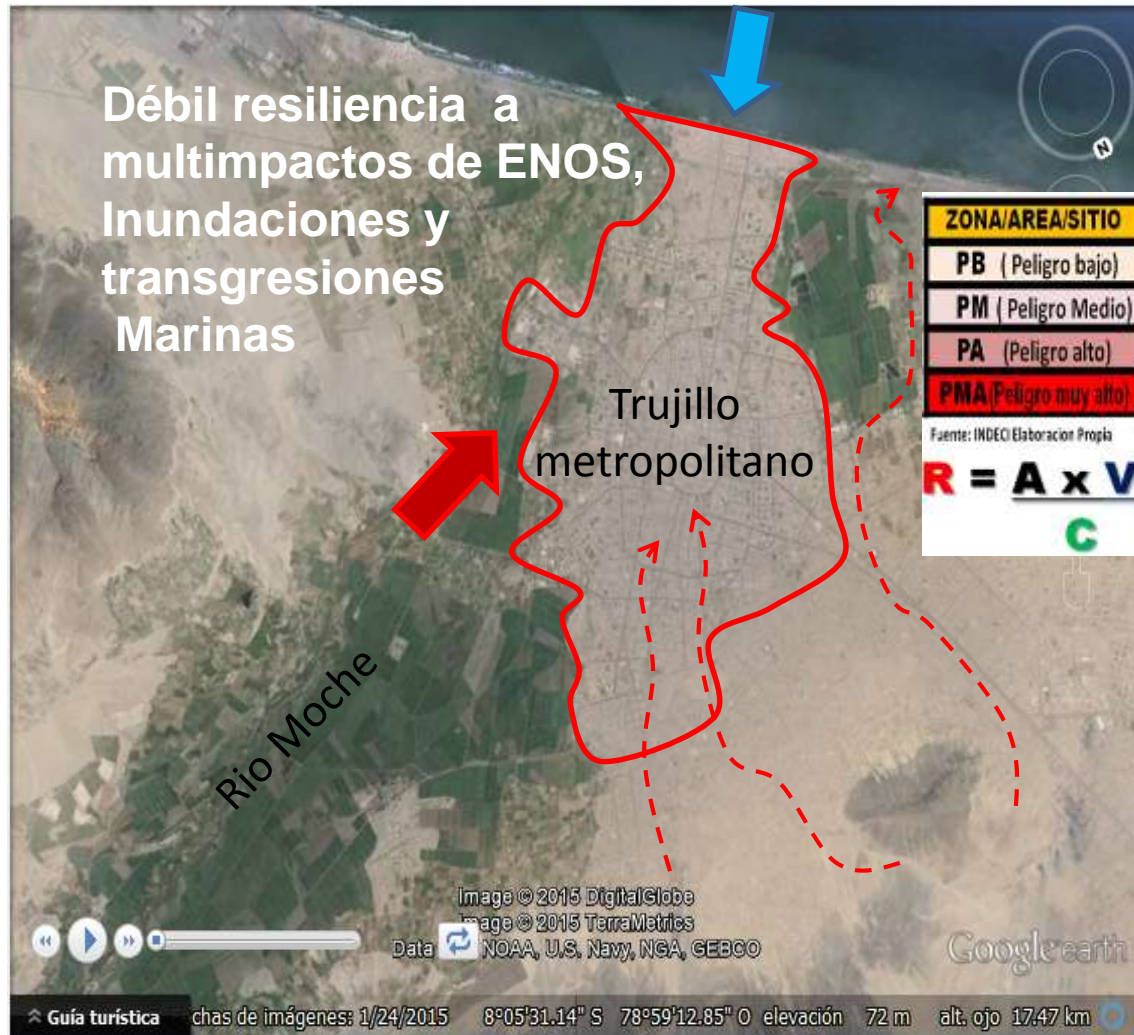 Débil resiliencia a
multimpactos de ENOS,
Inundaciones y
transgresiones
Marinas
N
ZONA/AREA/SITIO
PB ( Peligro bajo)
PM ( Peligro Medio)
PA (Peligro alto)
PMA (Peligro muy alto)
Fuente: INDECI Elaboracion Propia
R = A x V
C
Trujillo
metropolitano
Rio Moche
Image © 2015 DigitalGlobe
Image © 2015 TerraMetrics
Data NOAA, U.S. Navy, NGA, GEBCO
Google earth
Guía turística chas de imágenes: 1/24/2015 8°05'31.14" S 78°59'12.85" O elevación 72 m alt. ojo 17.47 km